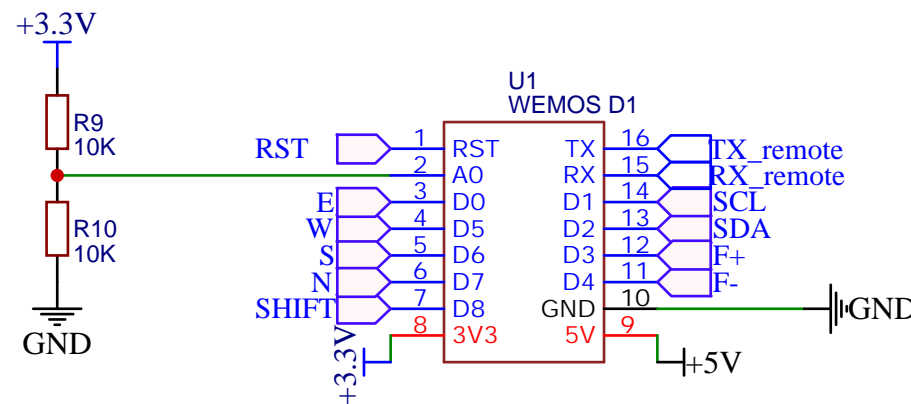 +3.3V
R9
10K
R10
10K
GND
U1
WEMOS D1
RST 1 RST
2 A0
E 3 D0
W 4 D5
S 5 D6
N 6 D7
SHIFT 7 D8
+3.3V 8 3V3
TX 16 TX_remote
RX 15 RX_remote
D1 14 SCL
D2 13 SDA
D3 12 F+
D4 11 F-
GND 10 GND
5V 9 +5V